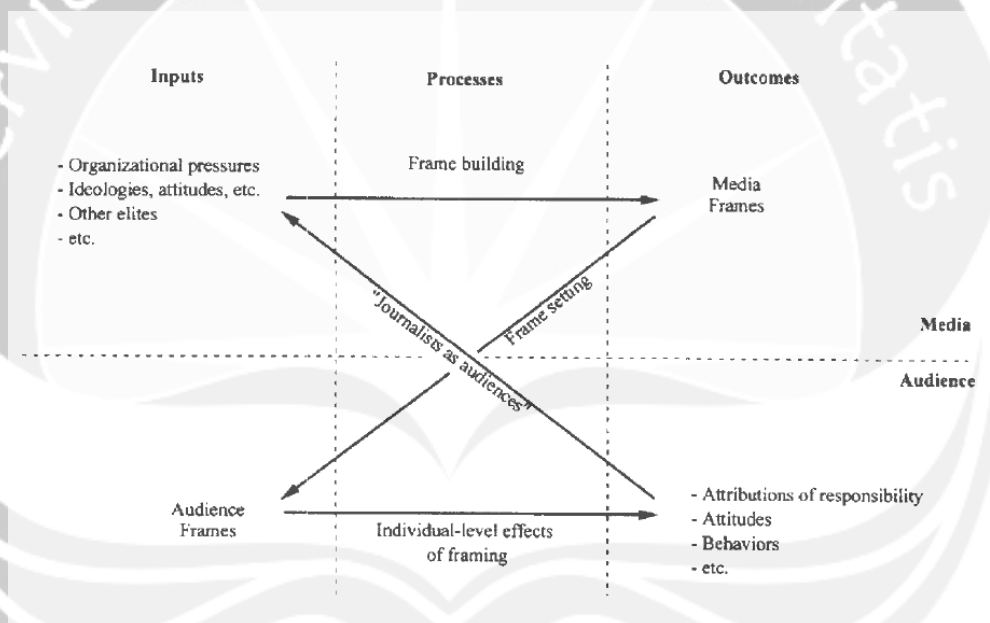 Inputs
Processes
Outcomes
- Organizational pressures
- Ideologies, attitudes, etc.
- Other elites
- etc.
Frame building
Media
Frames
"Journalists as audiences"
Frame setting
Media
Audience
Audience
Frames
Individual-level effects
of framing
- Attributions of responsibility
- Attitudes
- Behaviors
- etc.